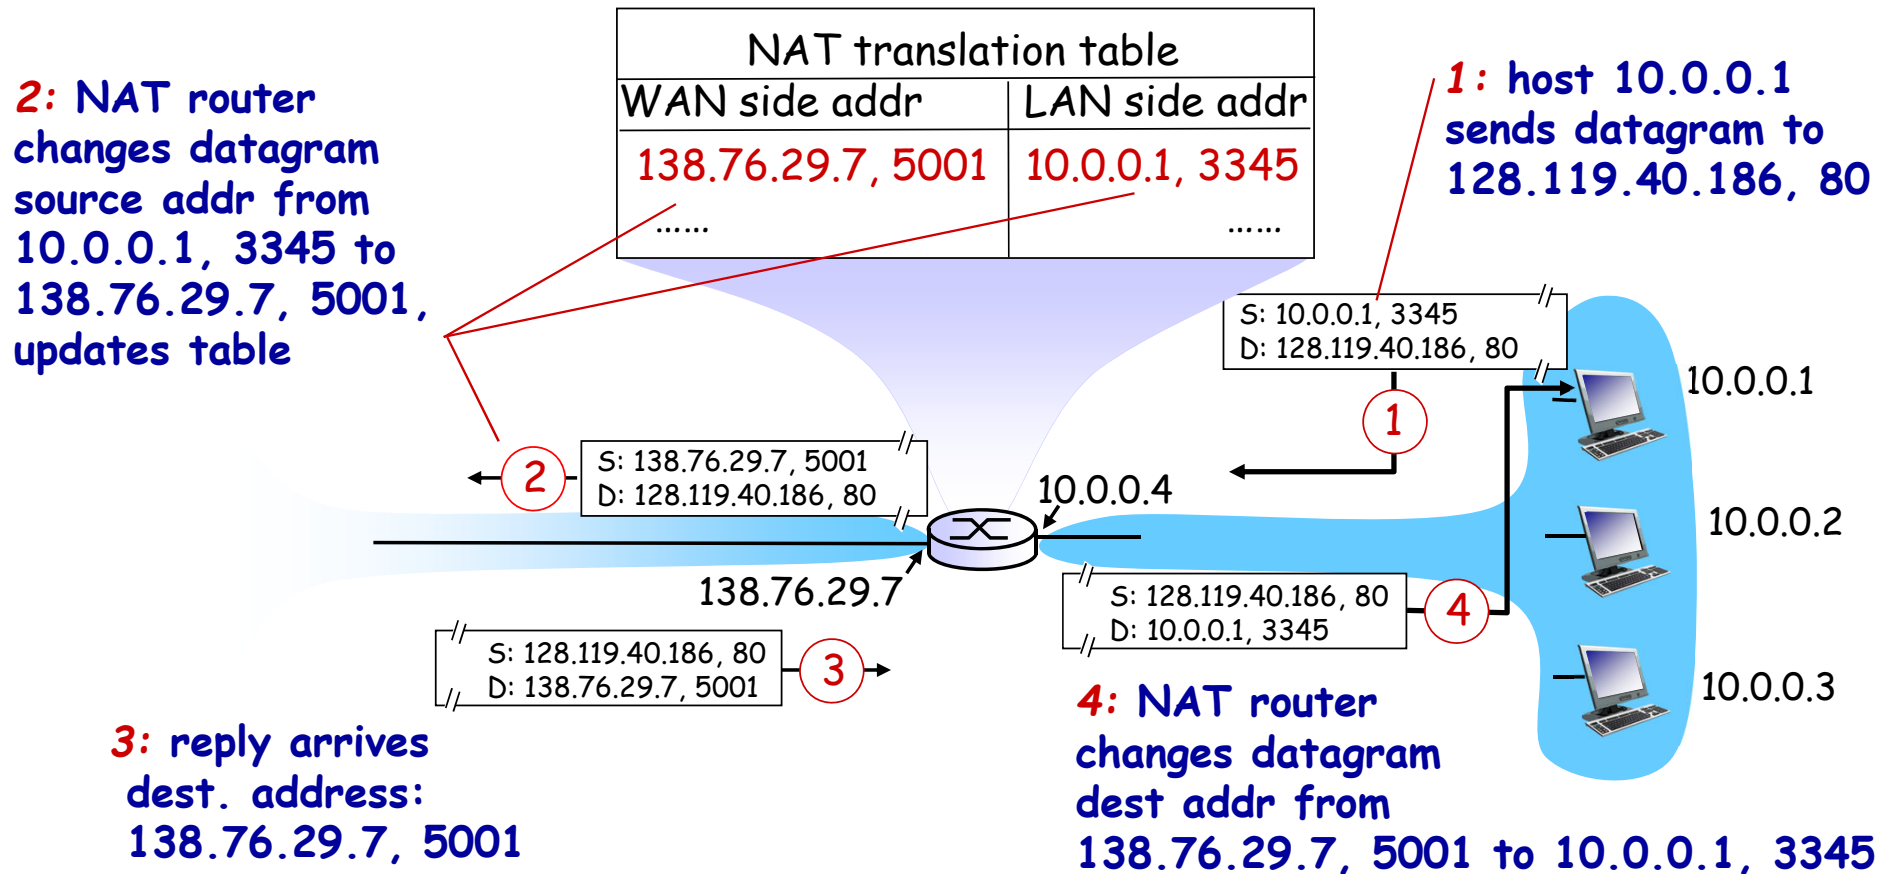 NAT translation table
WAN side addr LAN side addr
138.76.29.7, 5001 10.0.0.1, 3345
...... ......
2: NAT router
changes datagram
source addr from
10.0.0.1, 3345 to
138.76.29.7, 5001,
updates table
1: host 10.0.0.1
sends datagram to
128.119.40.186, 80
S: 10.0.0.1, 3345
D: 128.119.40.186, 80
1
10.0.0.1
2
S: 138.76.29.7, 5001
D: 128.119.40.186, 80
10.0.0.4
10.0.0.2
138.76.29.7
S: 128.119.40.186, 80
D: 10.0.0.1, 3345
4
S: 128.119.40.186, 80
D: 138.76.29.7, 5001
3
10.0.0.3
3: reply arrives
dest. address:
138.76.29.7, 5001
4: NAT router
changes datagram
dest addr from
138.76.29.7, 5001 to 10.0.0.1, 3345